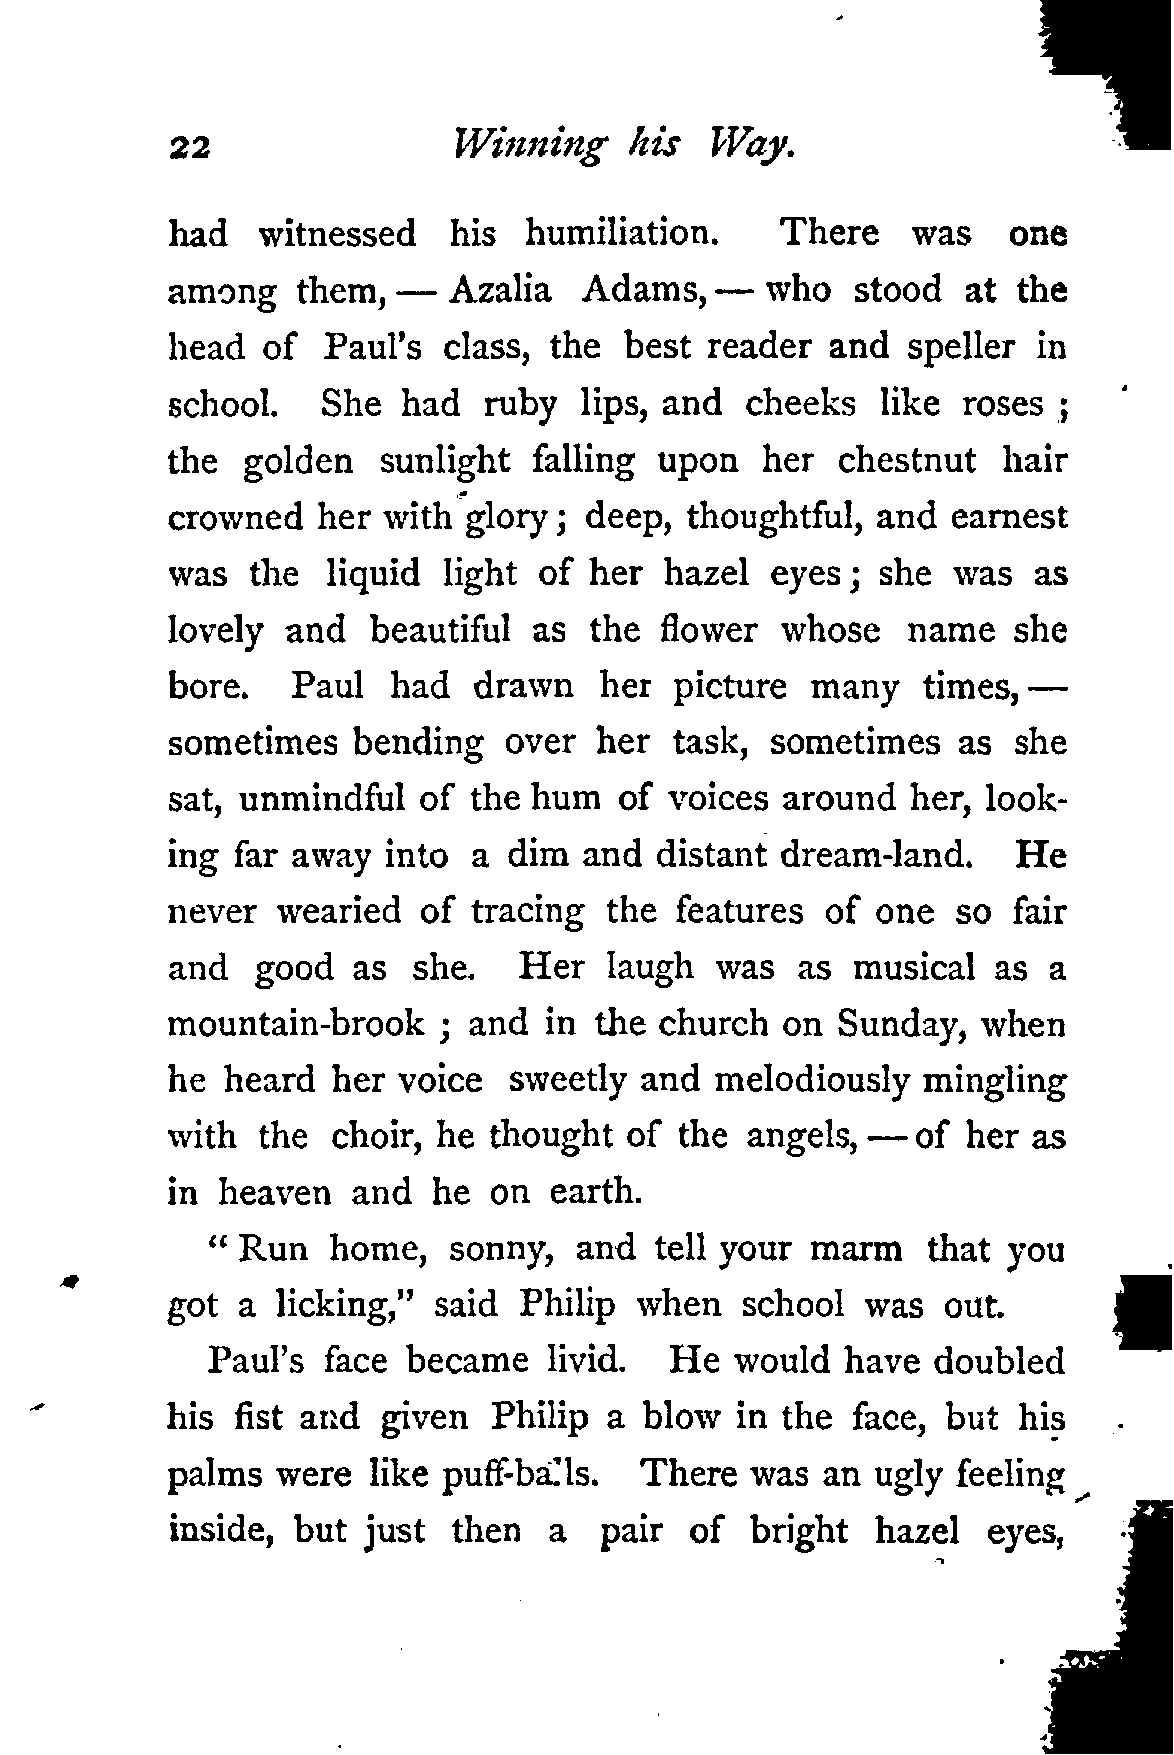 22 Winning his Way.
had witnessed his humiliation. There was one
among them, — Azalia Adams, — who stood at the
head of Paul's class, the best reader and speller in
school. She had ruby lips, and cheeks like roses ;
the golden sunlight falling upon her chestnut hair
crowned her with glory ; deep, thoughtful, and earnest
was the liquid light of her hazel eyes ; she was as
lovely and beautiful as the flower whose name she
bore. Paul had drawn her picture many times, —
sometimes bending over her task, sometimes as she
sat, unmindful of the hum of voices around her, look-
ing far away into a dim and distant dream-land. He
never wearied of tracing the features of one so fair
and good as she. Her laugh was as musical as a
mountain-brook ; and in the church on Sunday, when
he heard her voice sweetly and melodiously mingling
with the choir, he thought of the angels, — of her as
in heaven and he on earth.
" Run home, sonny, and tell your marm that you
got a licking," said Philip when school was out.
Paul's face became livid. He would have doubled
his fist and given Philip a blow in the face, but his
palms were like puff-balls. There was an ugly feeling
inside, but just then a pair of bright hazel eyes,